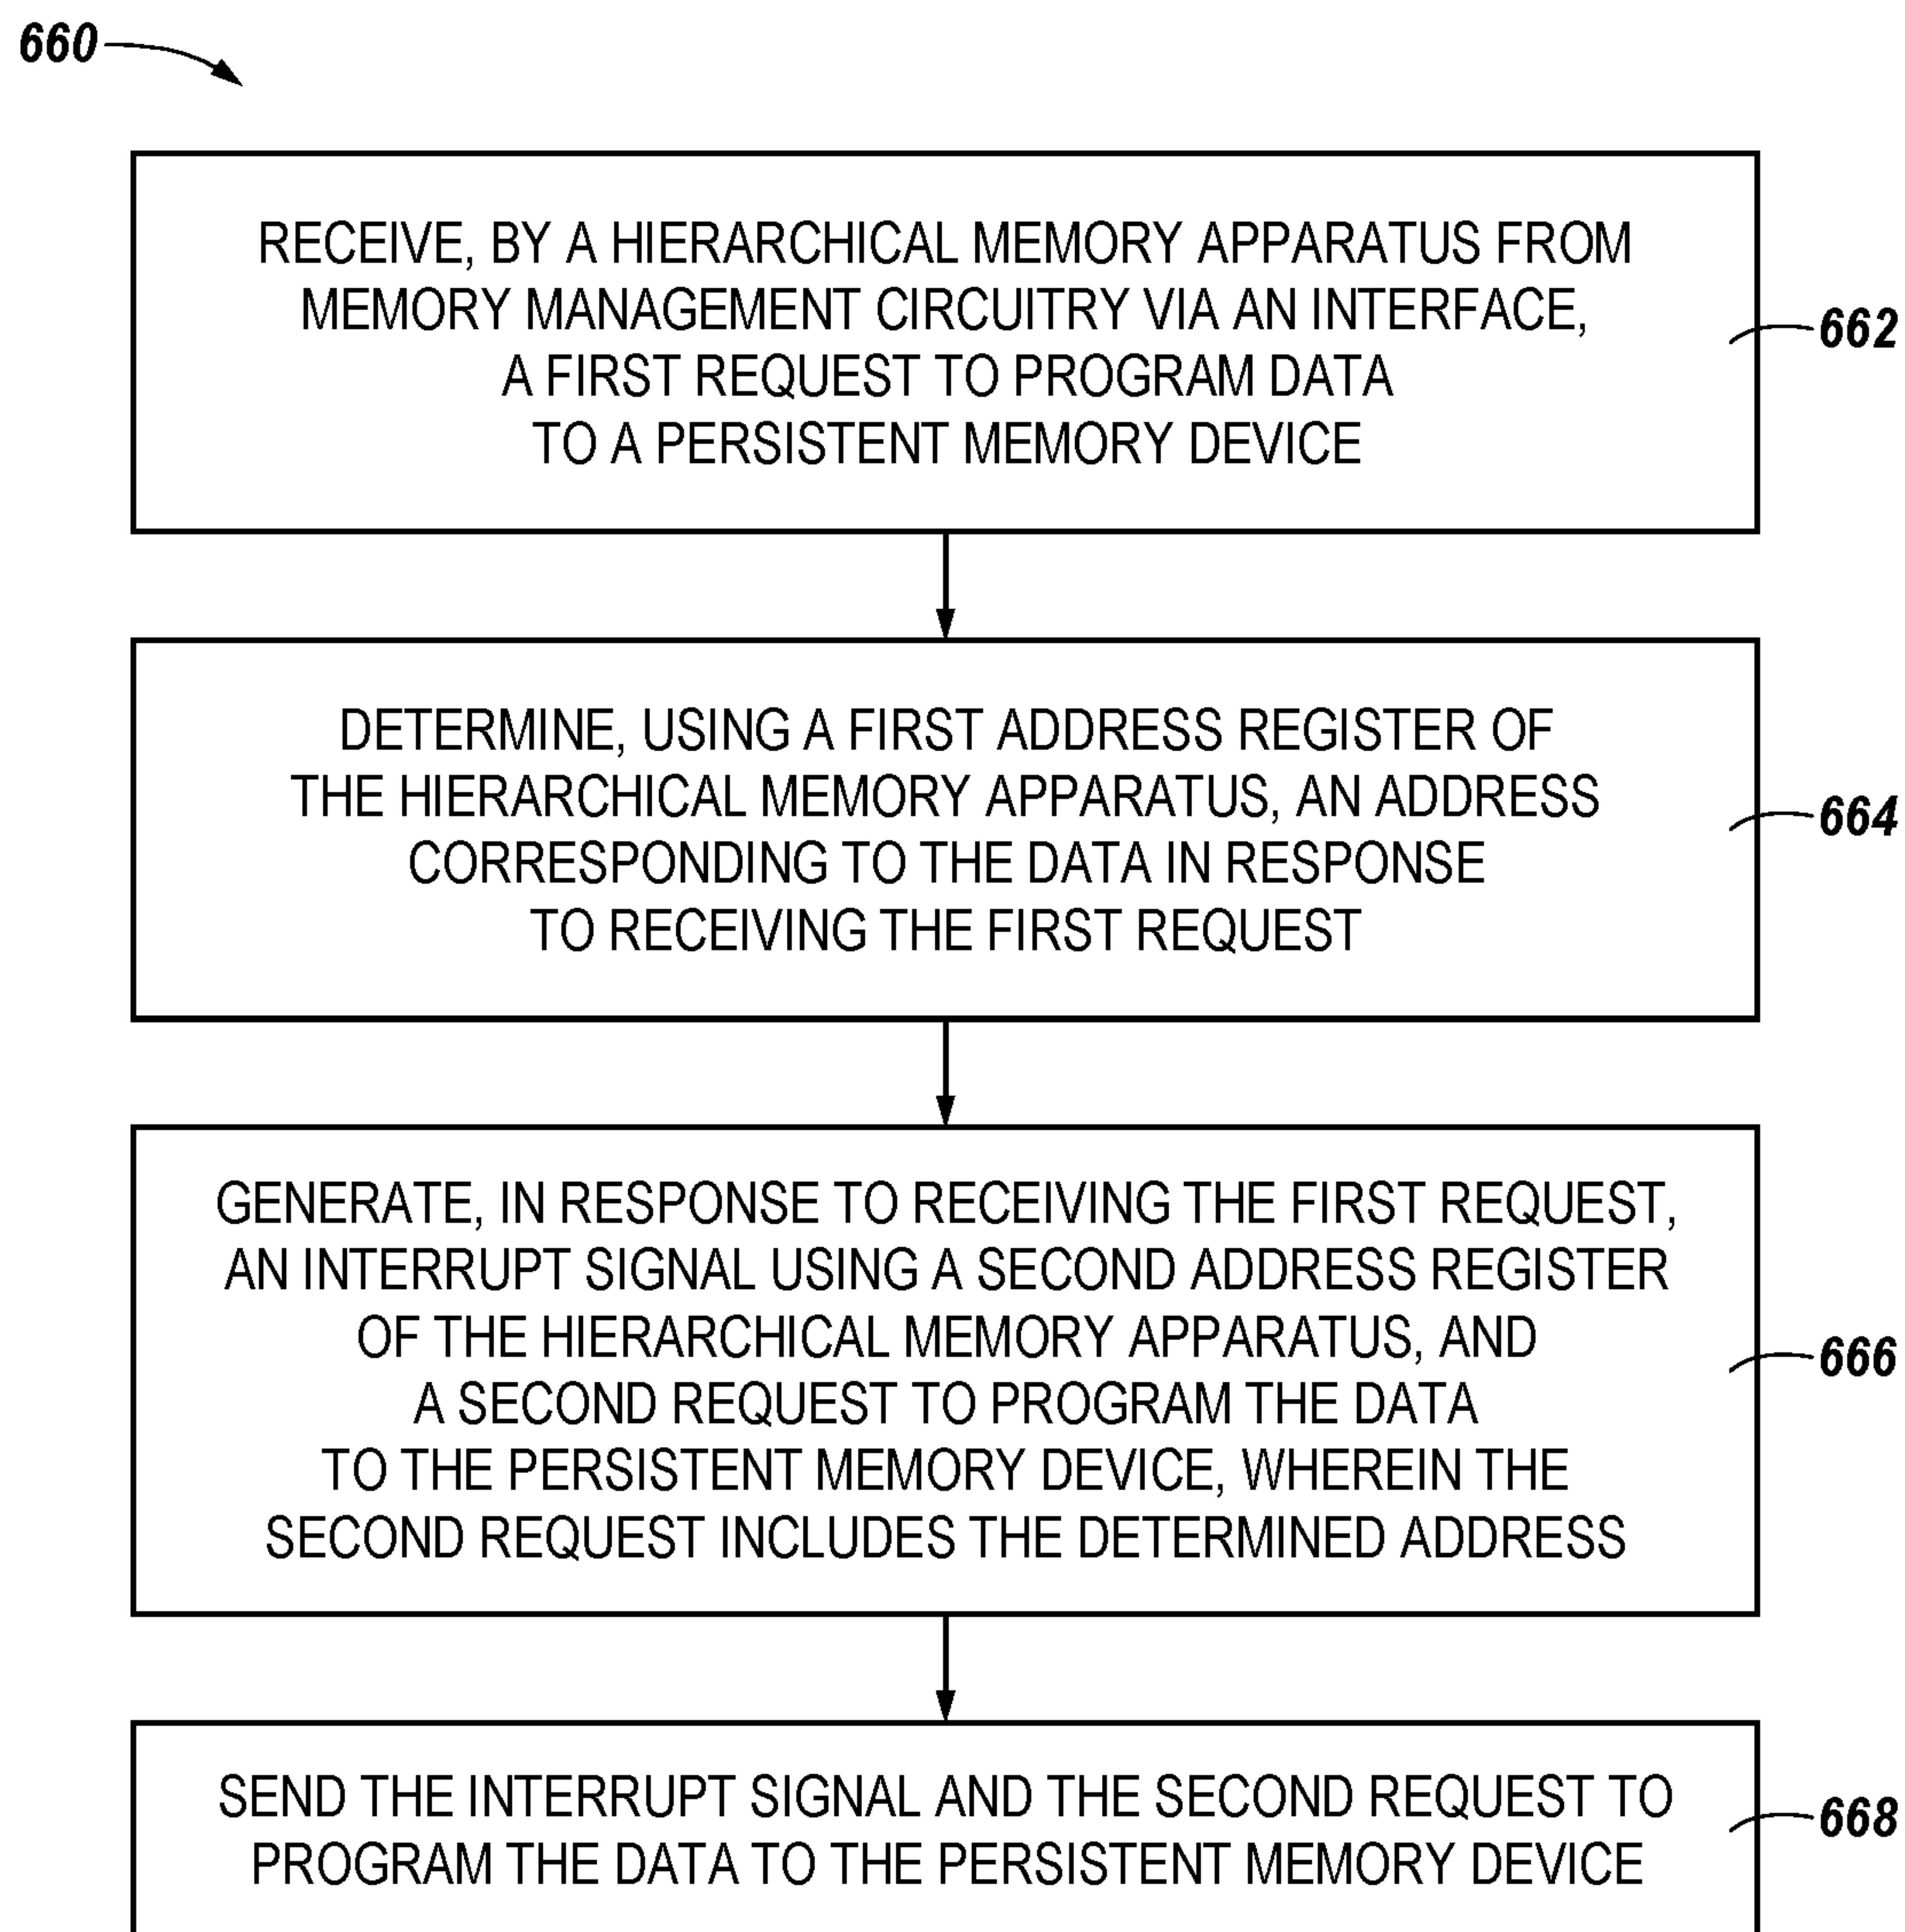 660
RECEIVE, BY A HIERARCHICAL MEMORY APPARATUS FROM
MEMORY MANAGEMENT CIRCUITRY VIA AN INTERFACE,
A FIRST REQUEST TO PROGRAM DATA
TO A PERSISTENT MEMORY DEVICE
662
DETERMINE, USING A FIRST ADDRESS REGISTER OF
THE HIERARCHICAL MEMORY APPARATUS, AN ADDRESS
CORRESPONDING TO THE DATA IN RESPONSE
TO RECEIVING THE FIRST REQUEST
664
GENERATE, IN RESPONSE TO RECEIVING THE FIRST REQUEST,
AN INTERRUPT SIGNAL USING A SECOND ADDRESS REGISTER
OF THE HIERARCHICAL MEMORY APPARATUS, AND
A SECOND REQUEST TO PROGRAM THE DATA
TO THE PERSISTENT MEMORY DEVICE, WHEREIN THE
SECOND REQUEST INCLUDES THE DETERMINED ADDRESS
666
SEND THE INTERRUPT SIGNAL AND THE SECOND REQUEST TO
PROGRAM THE DATA TO THE PERSISTENT MEMORY DEVICE
668